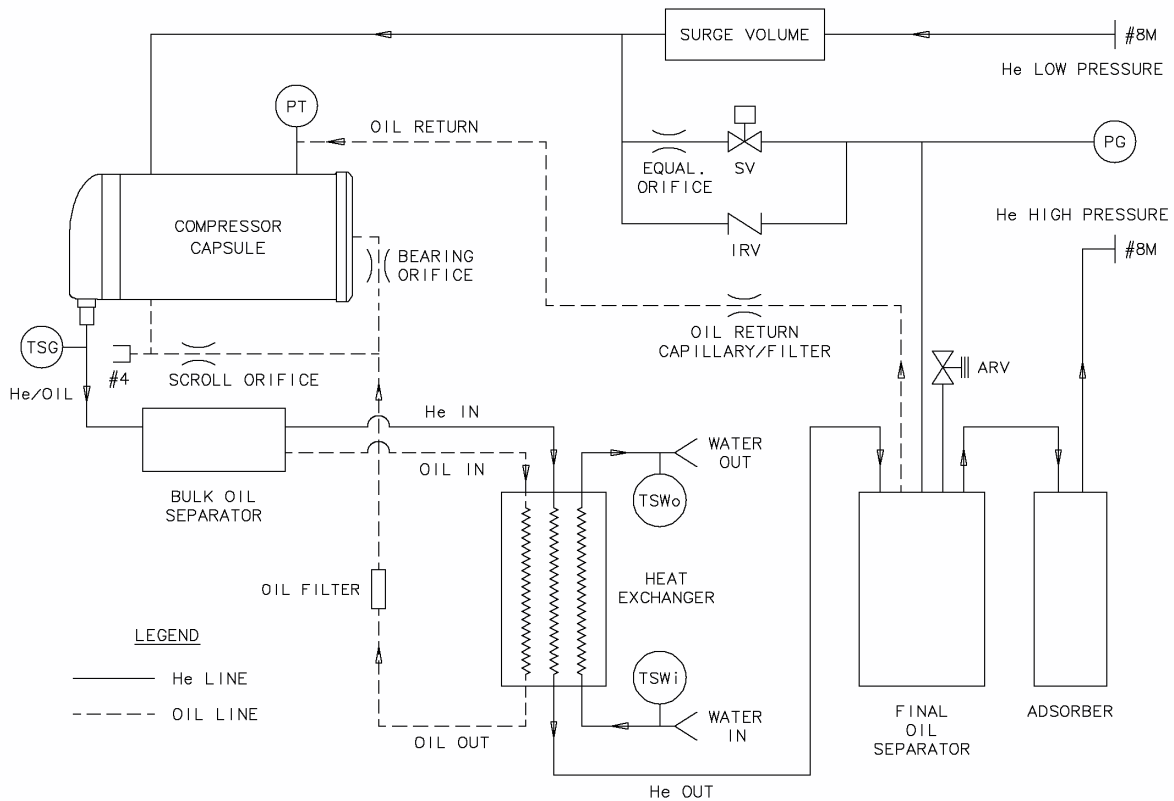 SURGE VOLUME
#8M
He LOW PRESSURE
PT
OIL RETURN
EQUAL.
ORIFICE
SV
PG
IRV
He HIGH PRESSURE
#8M
COMPRESSOR
CAPSULE
BEARING
ORIFICE
OIL RETURN
CAPILLARY/FILTER
TSG
#4
SCROLL ORIFICE
He/OIL
ARV
He IN
OIL IN
WATER
OUT
TSWo
BULK OIL
SEPARATOR
OIL FILTER
HEAT
EXCHANGER
LEGEND
He LINE
OIL LINE
TSWi
WATER
IN
OIL OUT
He OUT
FINAL
OIL
SEPARATOR
ADSORBER